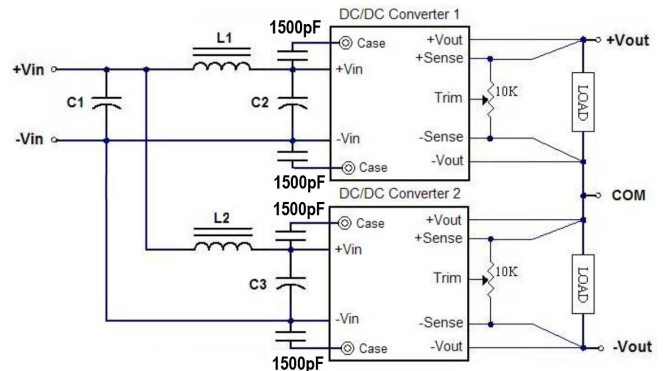 DC/DC Converter 1
1500pF
Case
L1
+Vout
+Vout
+Sense
+Vin
+Vin
C1
C2
Trim
10K
LOAD
-Vin
-Vin
-Sense
-Vout
Case
1500pF
DC/DC Converter 2
COM
1500pF
Case
L2
+Vout
+Sense
+Vin
C3
Trim
10K
LOAD
-Vin
-Sense
-Vout
-Vout
Case
1500pF